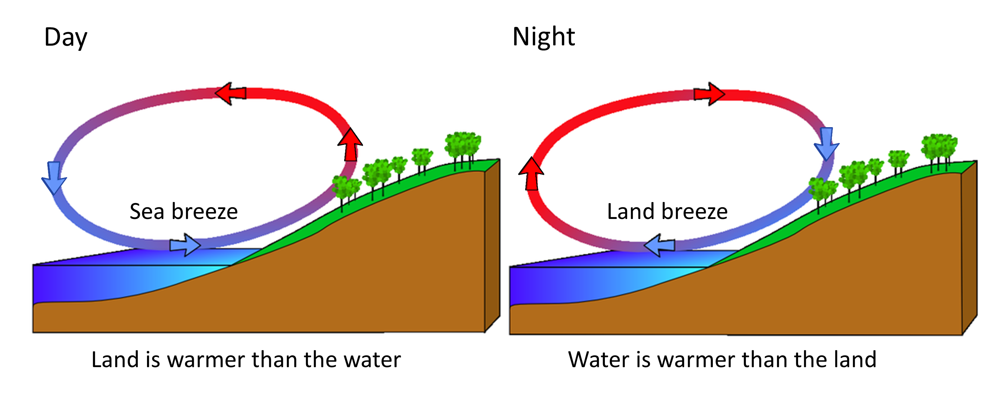 Day
Night
Sea breeze
Land breeze
Land is warmer than the water
Water is warmer than the land